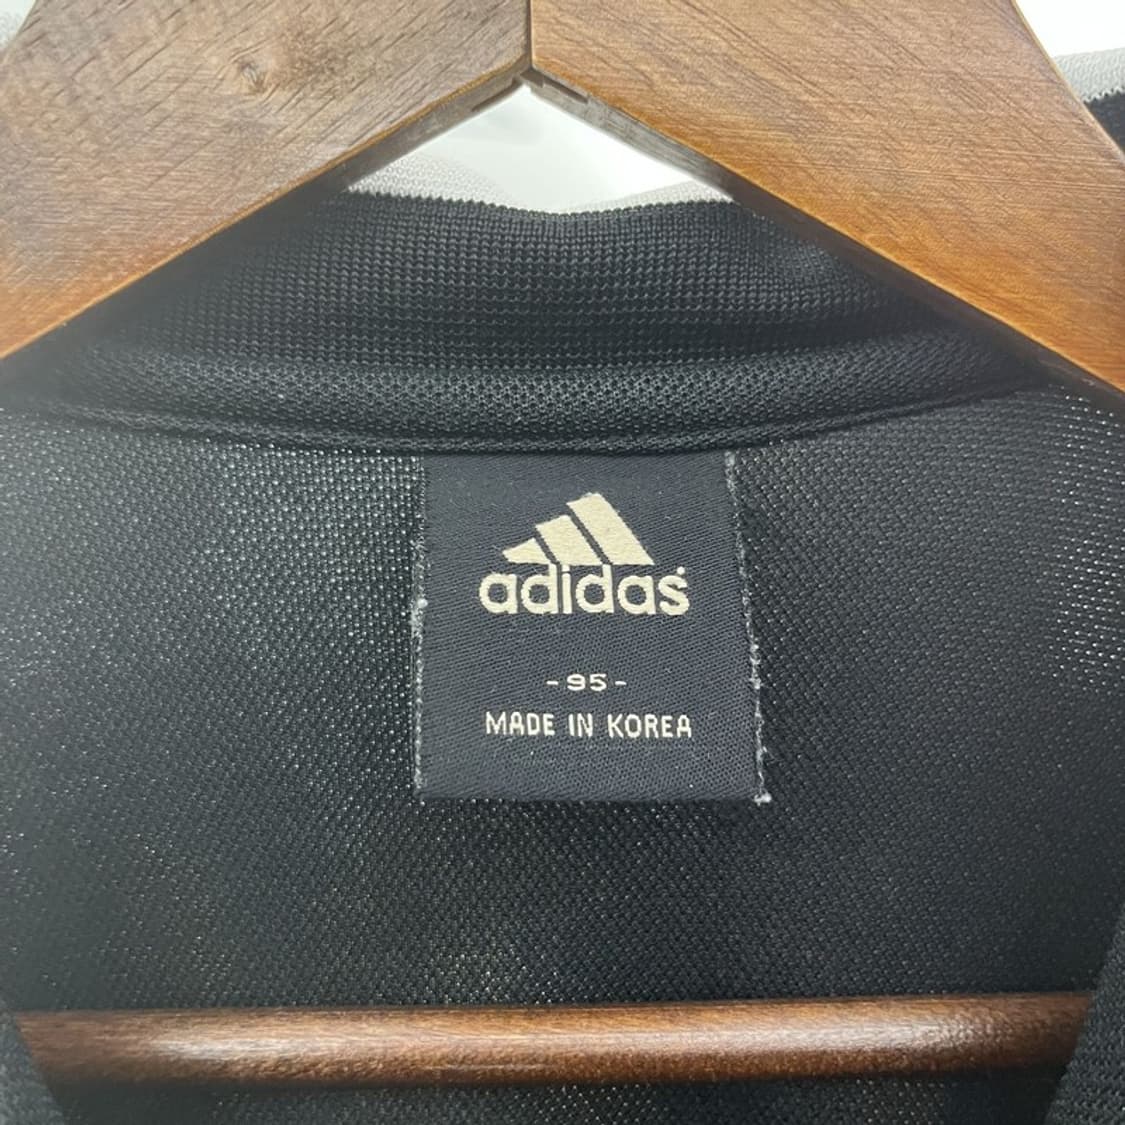 adidas
-95-
MADE IN KOREA